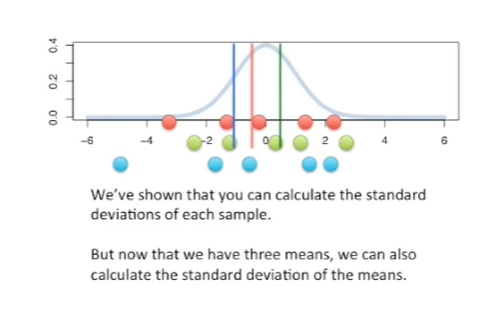 0.4
0.2
0.0
-6 -4 -2 0 2 4 6
We've shown that you can calculate the standard
deviations of each sample.
But now that we have three means, we can also
calculate the standard deviation of the means.